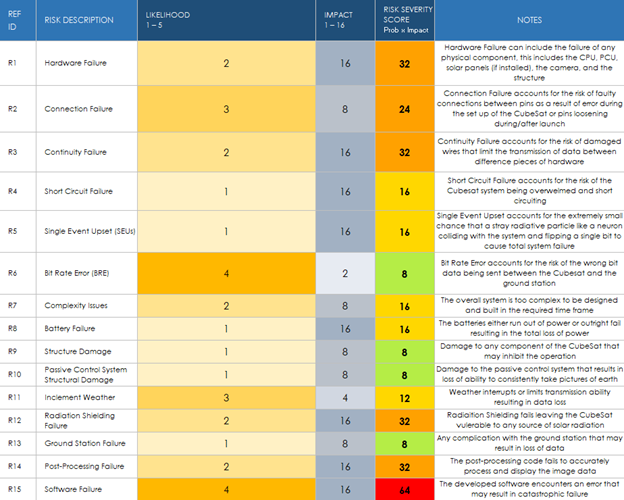 REF ID
RISK DESCRIPTION
LIKELIHOOD
1 – 5
IMPACT
1 – 16
RISK SEVERITY SCORE
Prob x Impact
NOTES
R1
Hardware Failure
2
16
32
Hardware Failure can include the failure of any
physical component, this includes the CPU, PCU,
solar panels (if installed), the camera, and the
structure
R2
Connection Failure
3
8
24
Connection Failure accounts for the risk of faulty
connections between pins as a result of error during
the set up of the CubeSat or pins loosening
during/after launch
R3
Continuity Failure
2
16
32
Continuity Failure accounts for the risk of damaged
wires that limit the transmission of data between
difference pieces of hardware
R4
Short Circuit Failure
1
16
16
Short Circuit Failure accounts for the risk of the
Cubesat system being overwelmed and short
circuiting
R5
Single Event Upset (SEUs)
1
16
16
Single Event Upset accounts for the extremely small
chance that a stray radiative particle like a neuron
colliding with the system and flipping a single bit to
cause total system failure
R6
Bit Rate Error (BRE)
4
2
8
Bit Rate Error accounts for the risk of the wrong bit
data being sent between the Cubesat and the
ground station
R7
Complexity Issues
2
8
16
The overall system is too complex to be designed
and built in the required time frame
R8
Battery Failure
1
16
16
The batteries either run out of power or outright fail
resulting in the total loss of power
R9
Structure Damage
1
8
8
Damage to any component of the CubeSat that
may inhibit the operation
R10
Passive Control System
Structural Damage
1
8
8
Damage to the passive control system that results in
loss of ability to consistently take pictures of earth.
R11
Inclement Weather
3
4
12
Weather interrupts or limits transmission ability
resulting in data loss
R12
Radiation Shielding
Failure
2
16
32
Radiaition Shielding fails leaving the CubeSat
vulerable to any source of solar radiation
R13
Ground Station Failure
1
8
8
Any complication with the ground station that may
result in loss of data
R14
Post-Processing Failure
2
16
32
The post-processing code fails to accurately
process and display the image data
R15
Software Failure
4
16
64
The developed software encounters an error that
may result in catastrophic failure